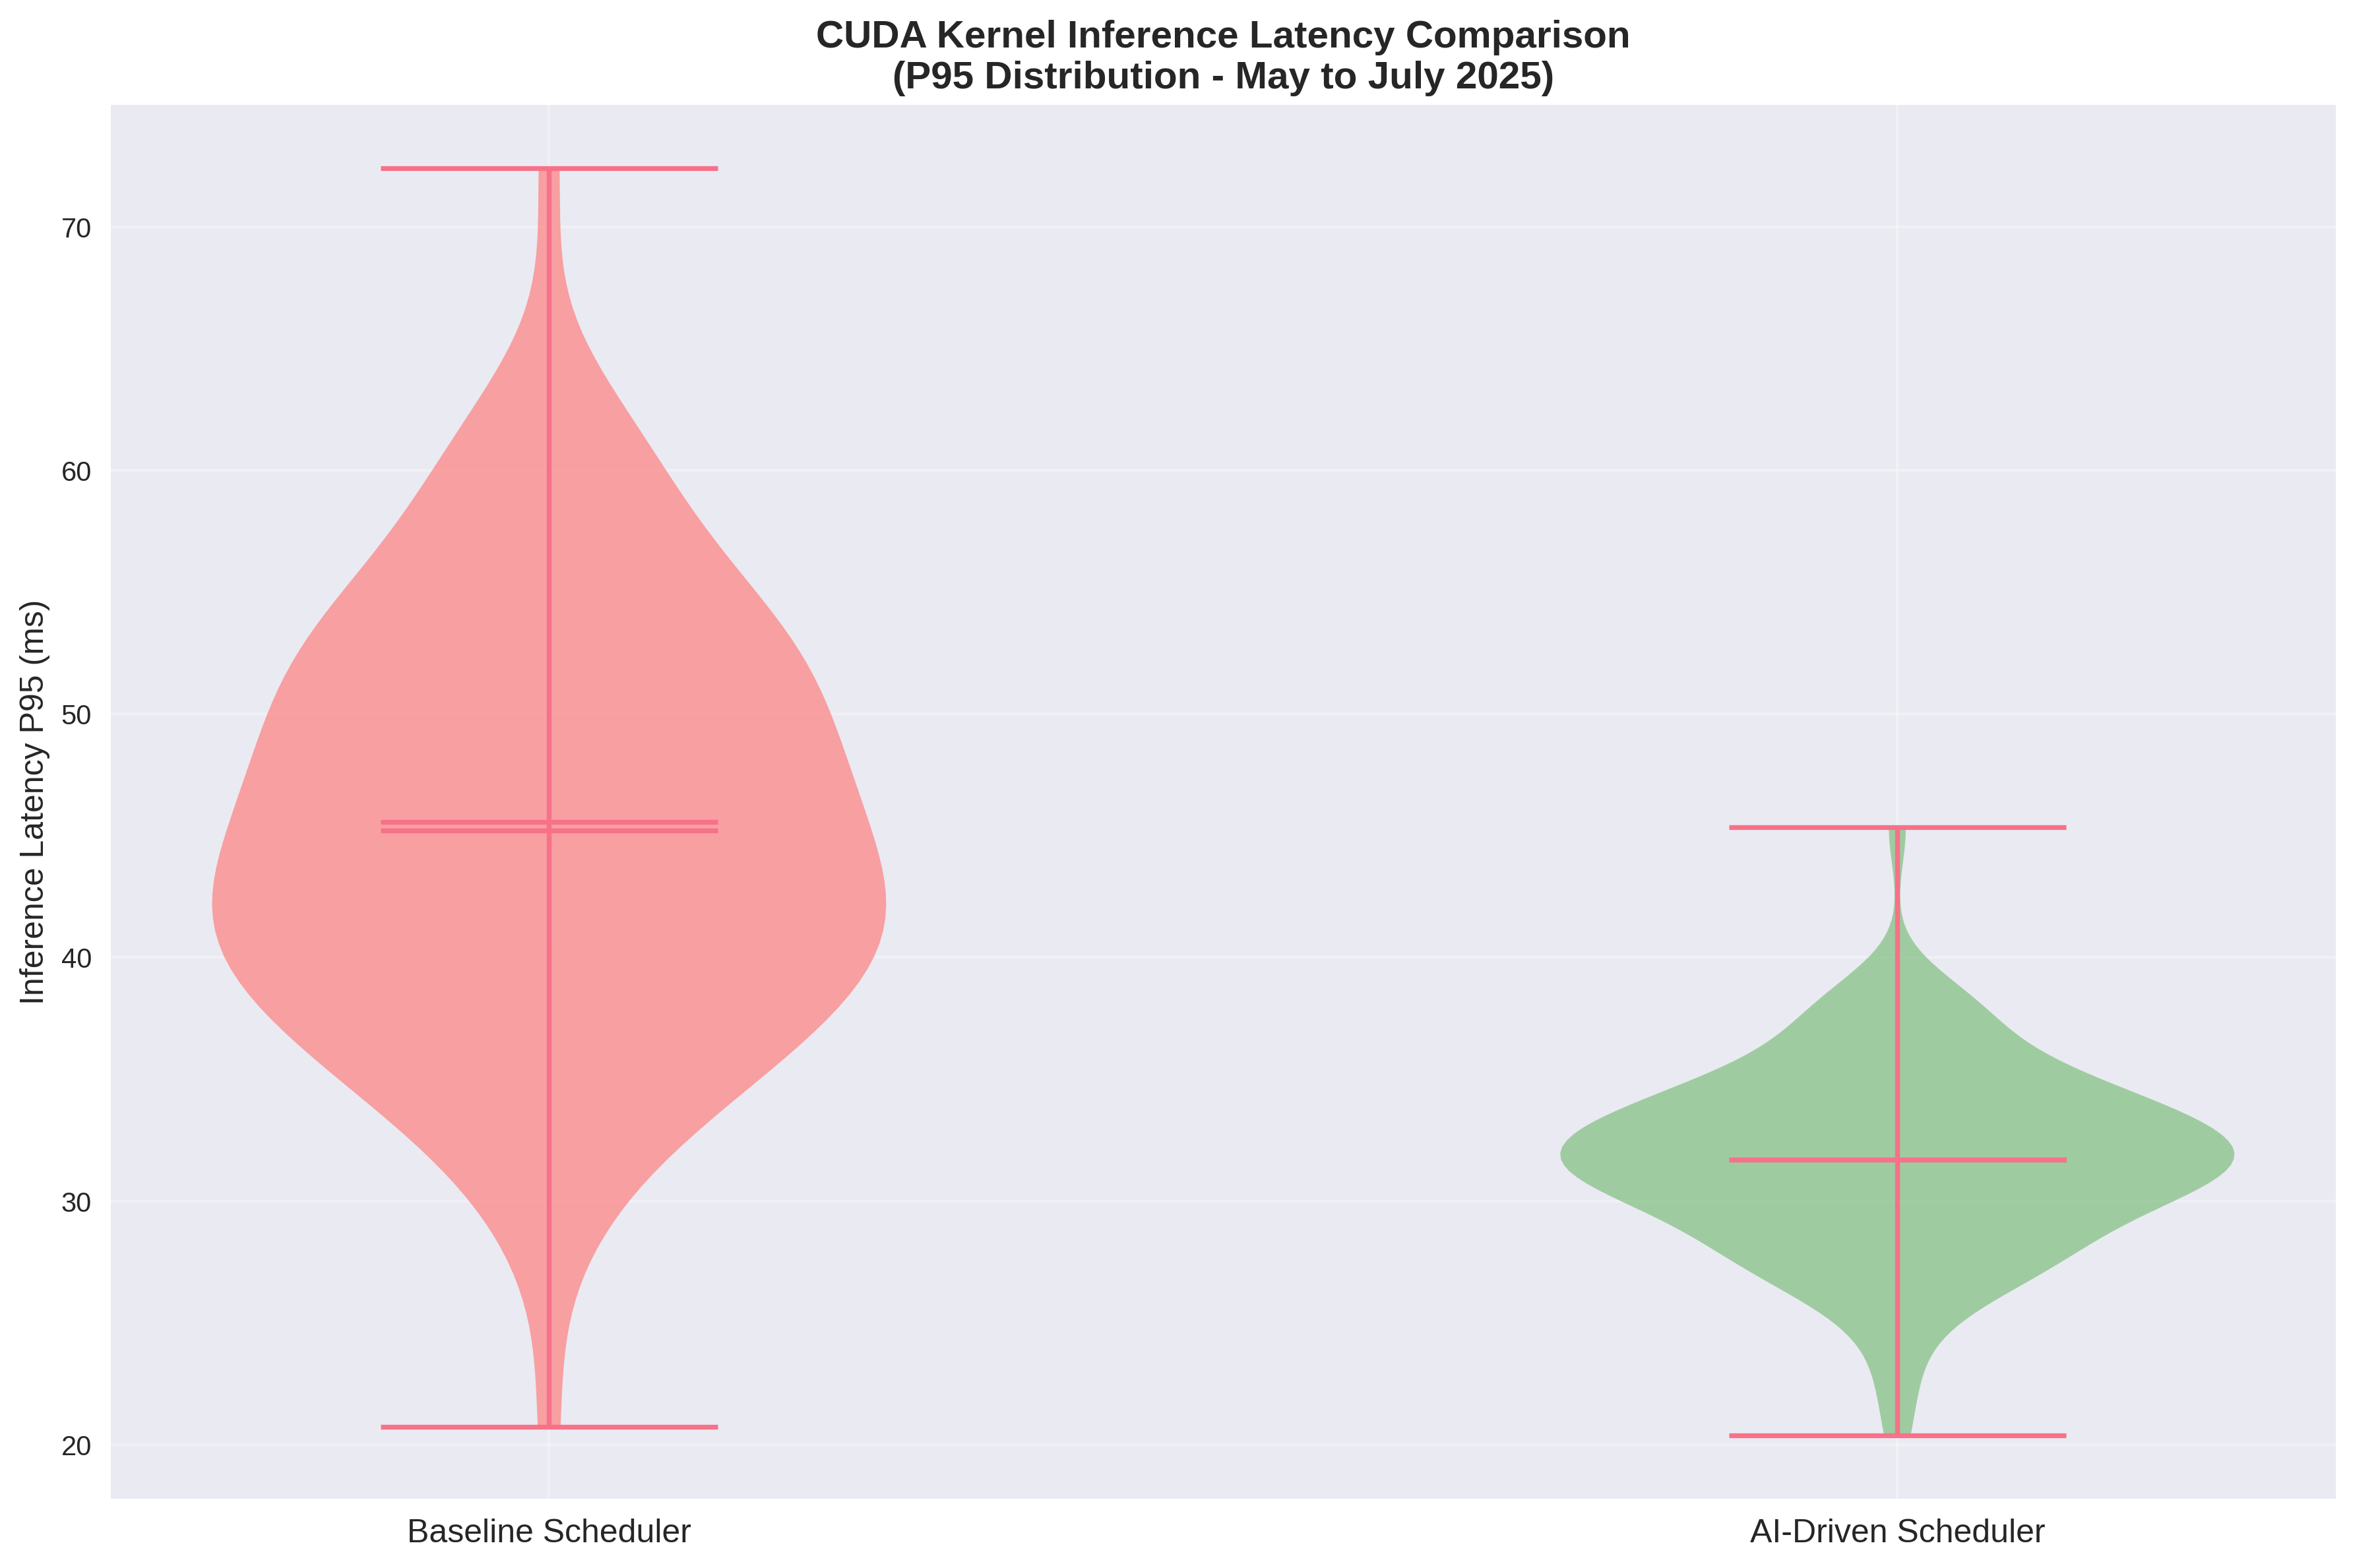 CUDA Kernel Inference Latency Comparison
(P95 Distribution - May to July 2025)
Inference Latency P95 (ms)
70
60
50
40
30
20
Baseline Scheduler
AI-Driven Scheduler